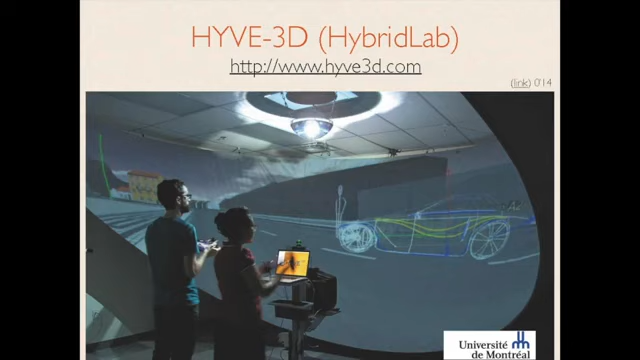 HYVE-3D (HybridLab)
http://www.hyve3d.com
(link) 0'14
Université
de Montréal